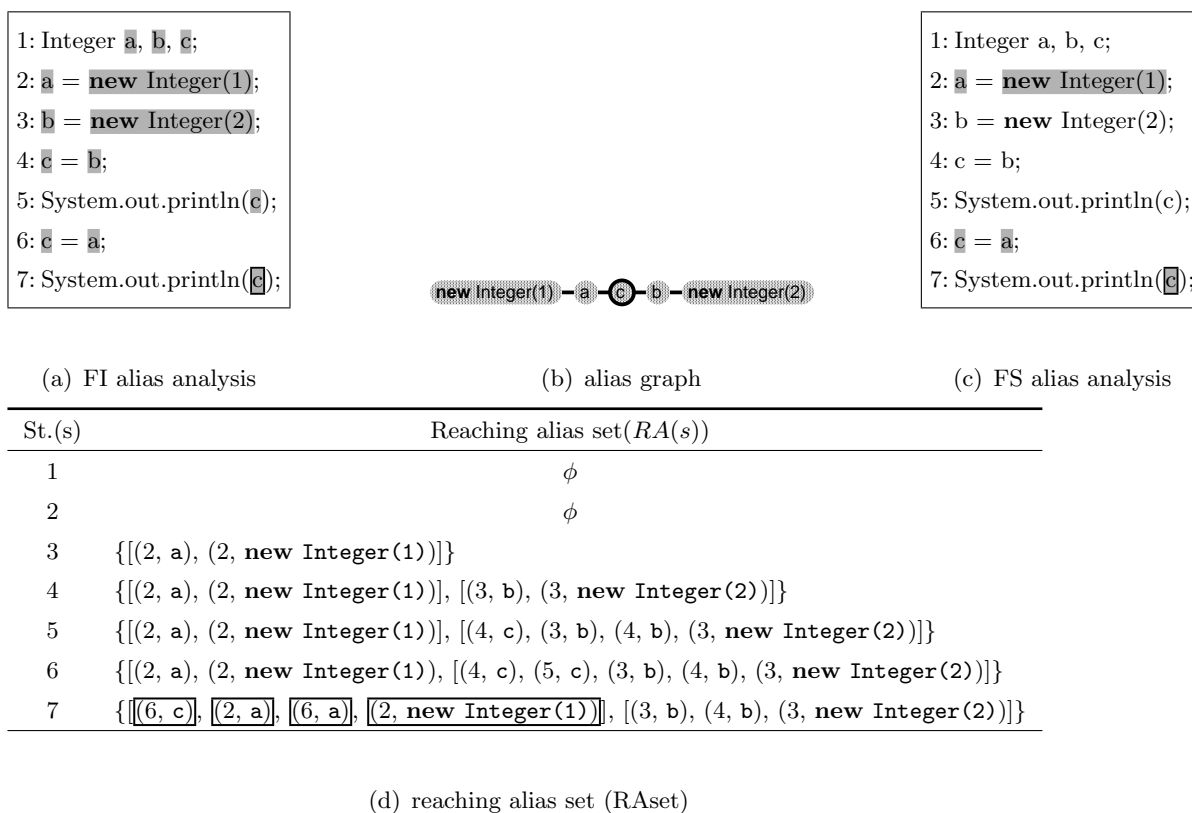 1: Integer a, b, c;
2: a = new Integer(1);
3: b = new Integer(2);
4: c = b;
5: System.out.println(c);
6: c = a;
7: System.out.println(c);
(a) FI alias analysis
new Integer(1) a c b new Integer(2)
(b) alias graph
1: Integer a, b, c;
2: a = new Integer(1);
3: b = new Integer(2);
4: c = b;
5: System.out.println(c);
6: c = a;
7: System.out.println(c);
(c) FS alias analysis
St.(s) Reaching alias set(RA(s))
1 ϕ
2 ϕ
3 {[(2, a), (2, new Integer(1))]}
4 {[(2, a), (2, new Integer(1))], [(3, b), (3, new Integer(2))]}
5 {[(2, a), (2, new Integer(1))], [(4, c), (3, b), (4, b), (3, new Integer(2))]}
6 {[(2, a), (2, new Integer(1)), [(4, c), (5, c), (3, b), (4, b), (3, new Integer(2))]}
7 {[(6, c), (2, a), (6, a), (2, new Integer(1))], [(3, b), (4, b), (3, new Integer(2))]}
(d) reaching alias set (RAset)